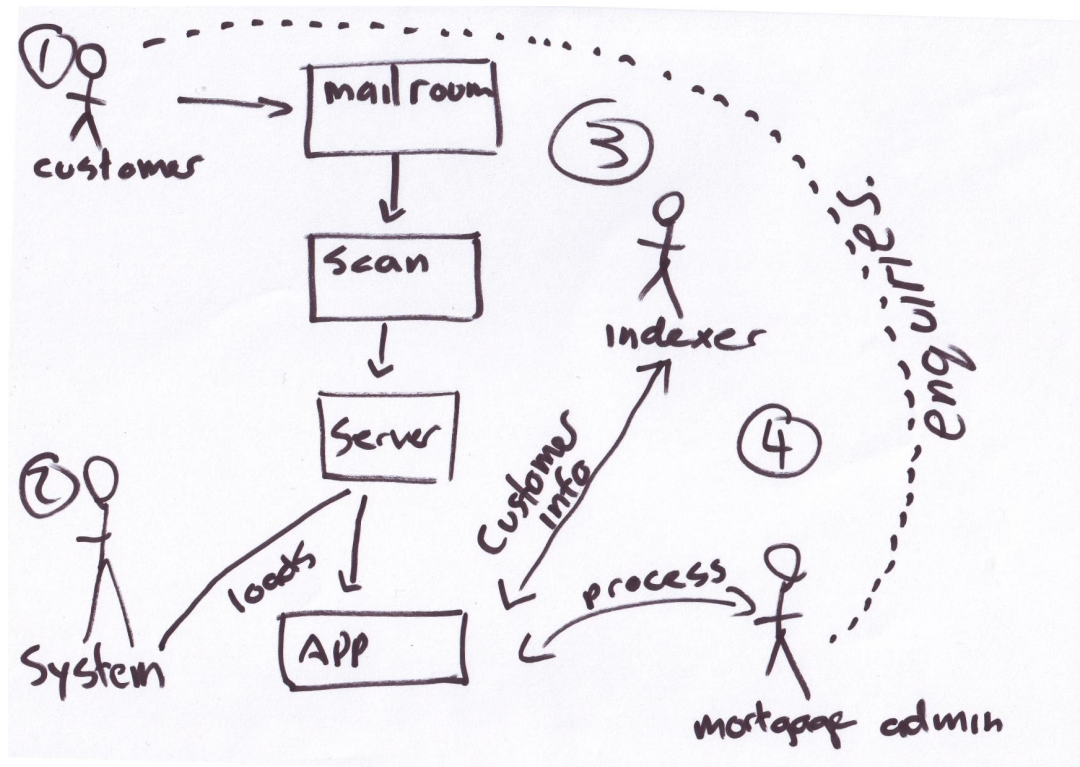 1
customer
mailroom
Scan
Server
2
System
loads
APP
3
indexer
Customer
info
4
process
mortgage admin
enquiries.